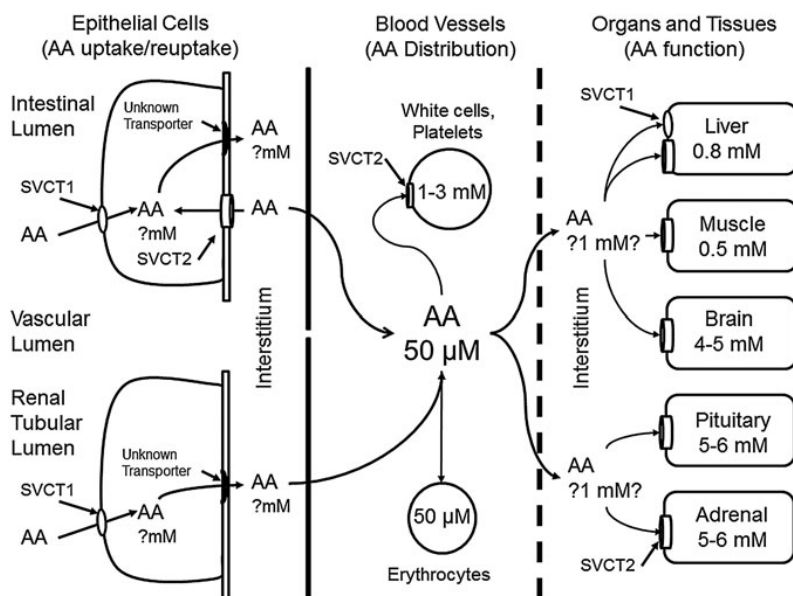 Epithelial Cells
(AA uptake/reuptake)
Intestinal
Lumen
Unknown
Transporter
AA
?mM
SVCT1
AA
AA
?mM
AA
SVCT2
Interstitium
Vascular
Lumen
Renal
Tubular
Lumen
Unknown
Transporter
SVCT1
AA
AA
?mM
AA
?mM
Blood Vessels
(AA Distribution)
White cells,
Platelets
SVCT2
1-3 mM
AA
50 µM
50 µM
Erythrocytes
Organs and Tissues
(AA function)
SVCT1
Liver
0.8 mM
AA
?1 mM?
Muscle
0.5 mM
Interstitium
Brain
4-5 mM
Pituitary
5-6 mM
AA
?1 mM?
Adrenal
5-6 mM
SVCT2